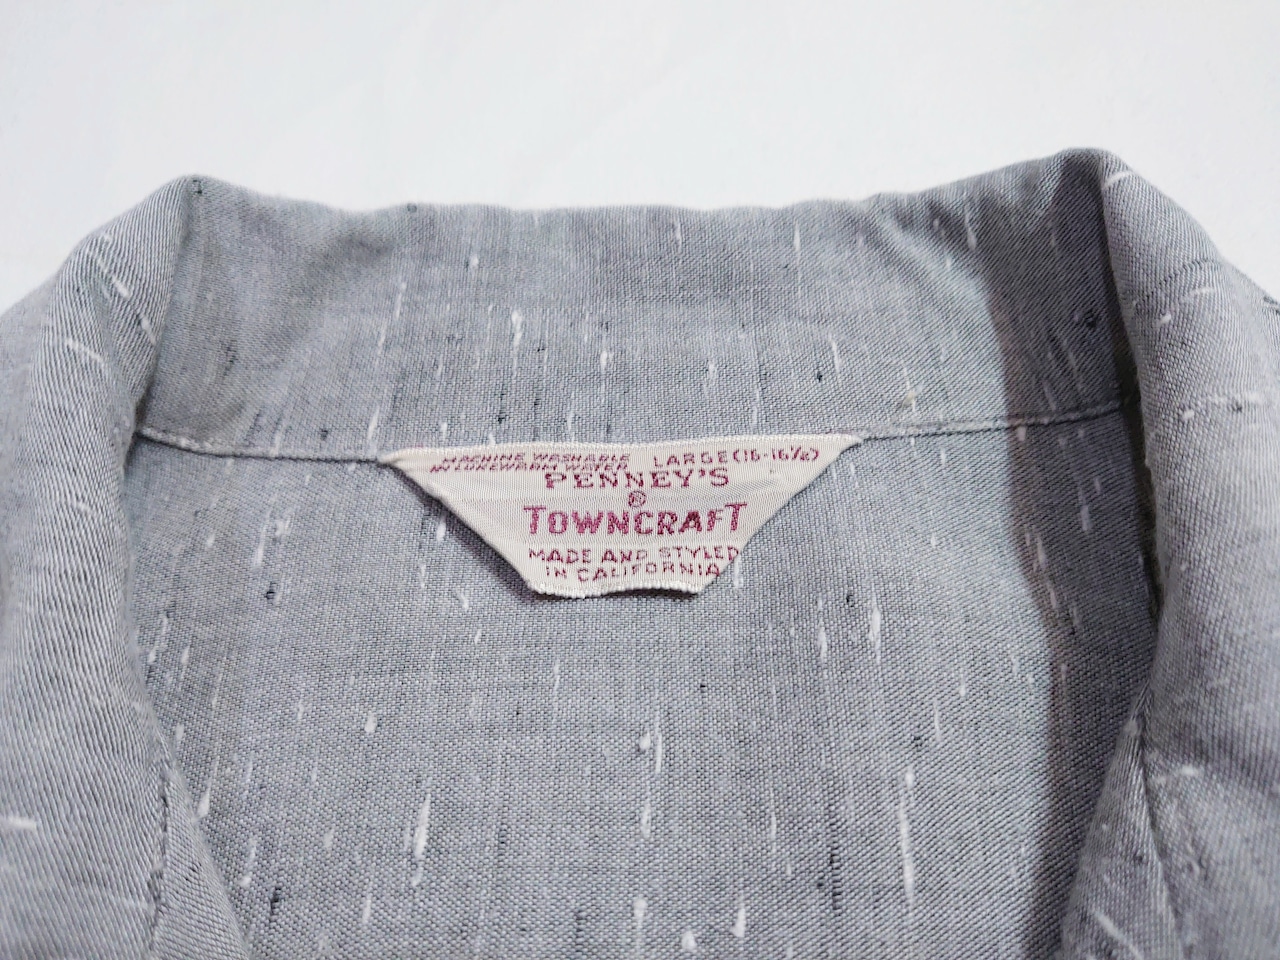 MACHINE WASHABLE
IN LUKEWARM WATER
LARGE (16-16½)
PENNEY'S
®
TOWNCRAFT
MADE AND STYLED
IN CALIFORNIA